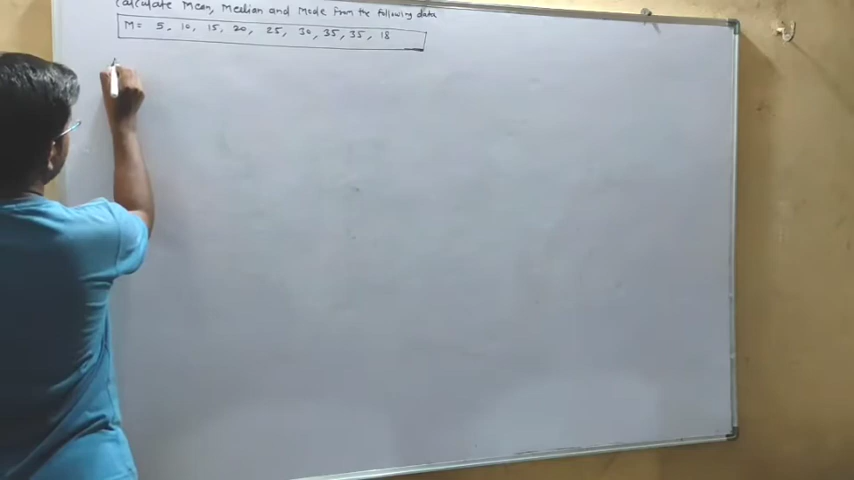 Calculate Mean, Median and Mode from the following data
M = 5, 10, 15, 20, 25, 30, 35, 35, 18